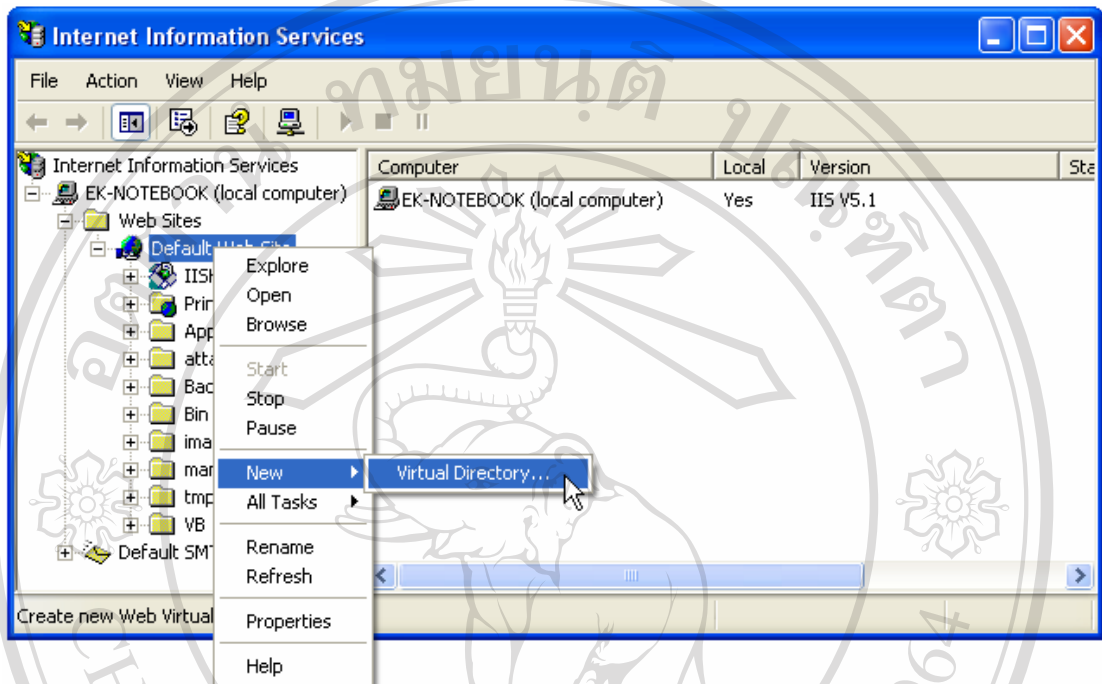 Internet Information Services
File Action View Help
Internet Information Services
EK-NOTEBOOK (local computer)
Web Sites
Default Web Site
Bin
VB
Computer Local Version
EK-NOTEBOOK (local computer) Yes IIS V5.1
Explore
Open
Browse
Start
Stop
Pause
New
Virtual Directory...
All Tasks
Rename
Refresh
Properties
Help
Create new Web Virtual